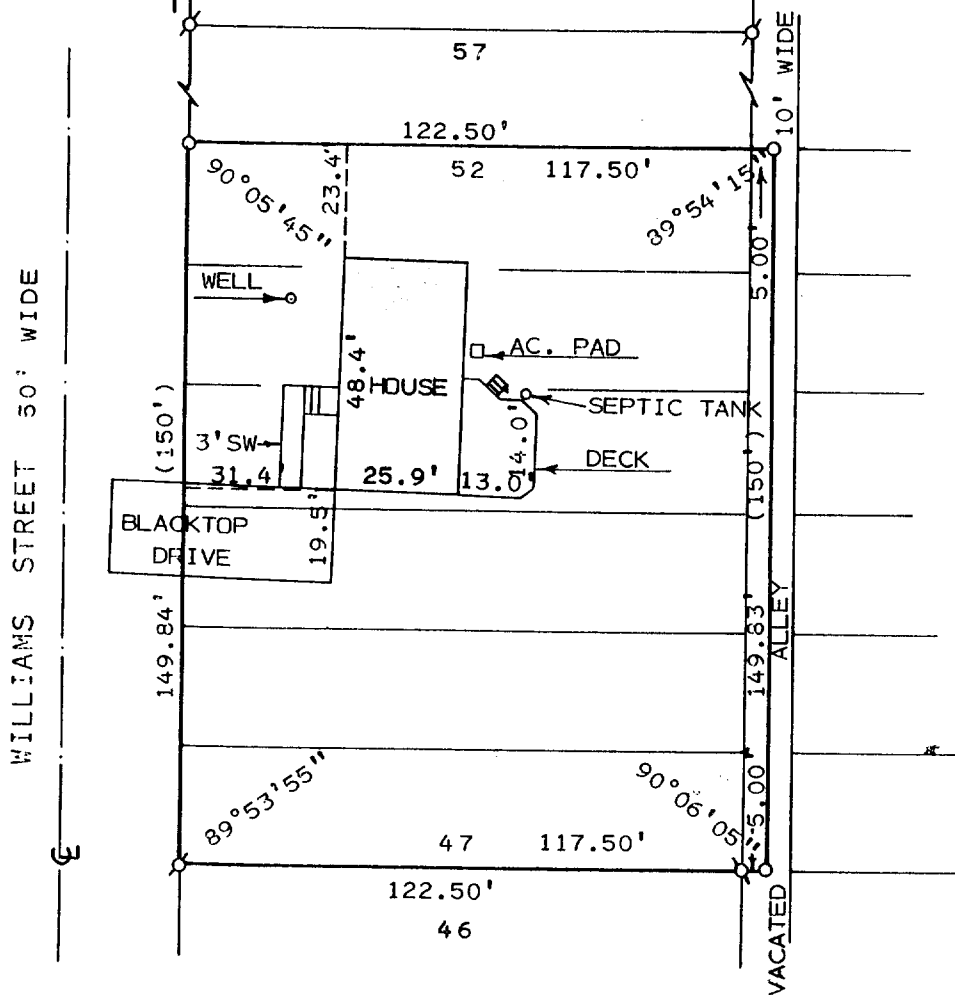 57
10' WIDE
122.50'
52 117.50'
90°05'45"
23.4'
89°54'15"
5.00'
WELL
AC. PAD
48.4'
HOUSE
SEPTIC TANK
(150')
3'SW
14.0'
DECK
31.4'
25.9'
13.0'
(150')
BLACKTOP
DRIVE
19.5'
WILLIAMS STREET 50' WIDE
149.84'
149.83'
ALLEY
89°53'55"
90°06'05"
5.00'
47 117.50'
122.50'
46
VACATED